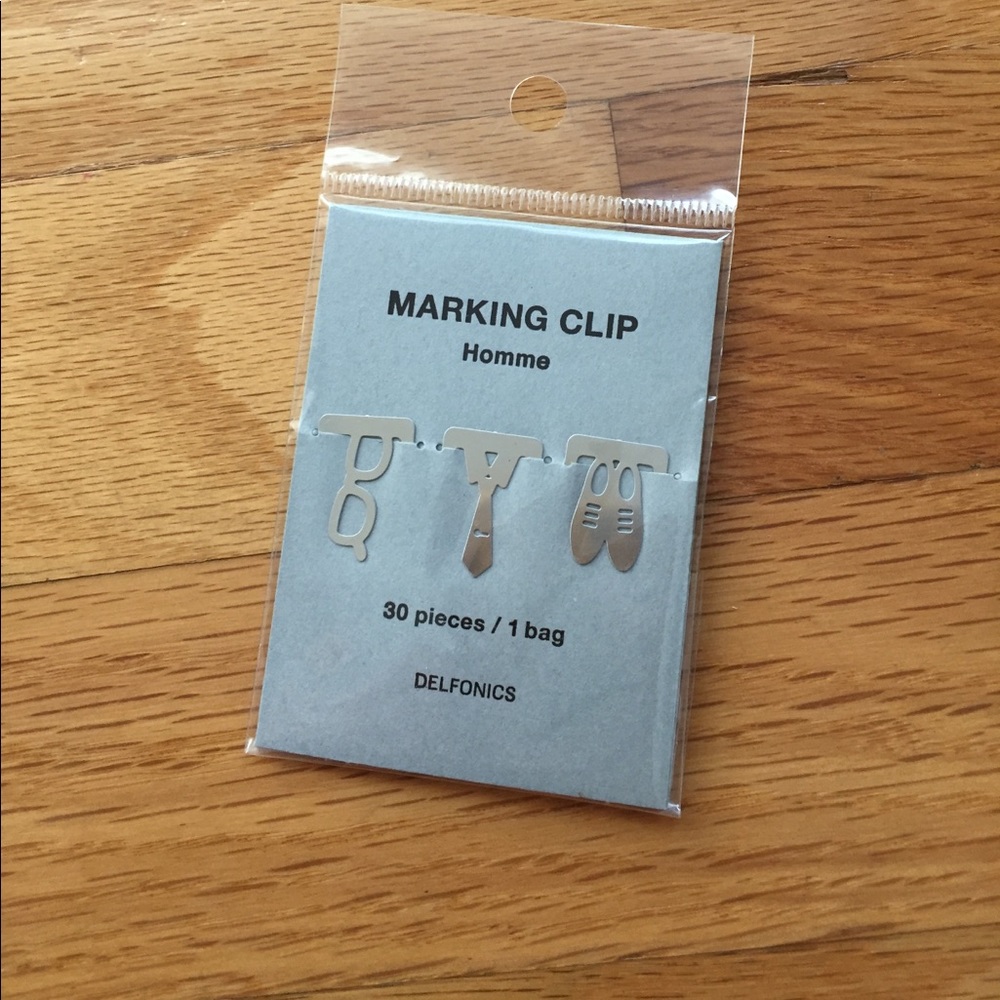 MARKING CLIP
Homme
30 pieces / 1 bag
DELFONICS